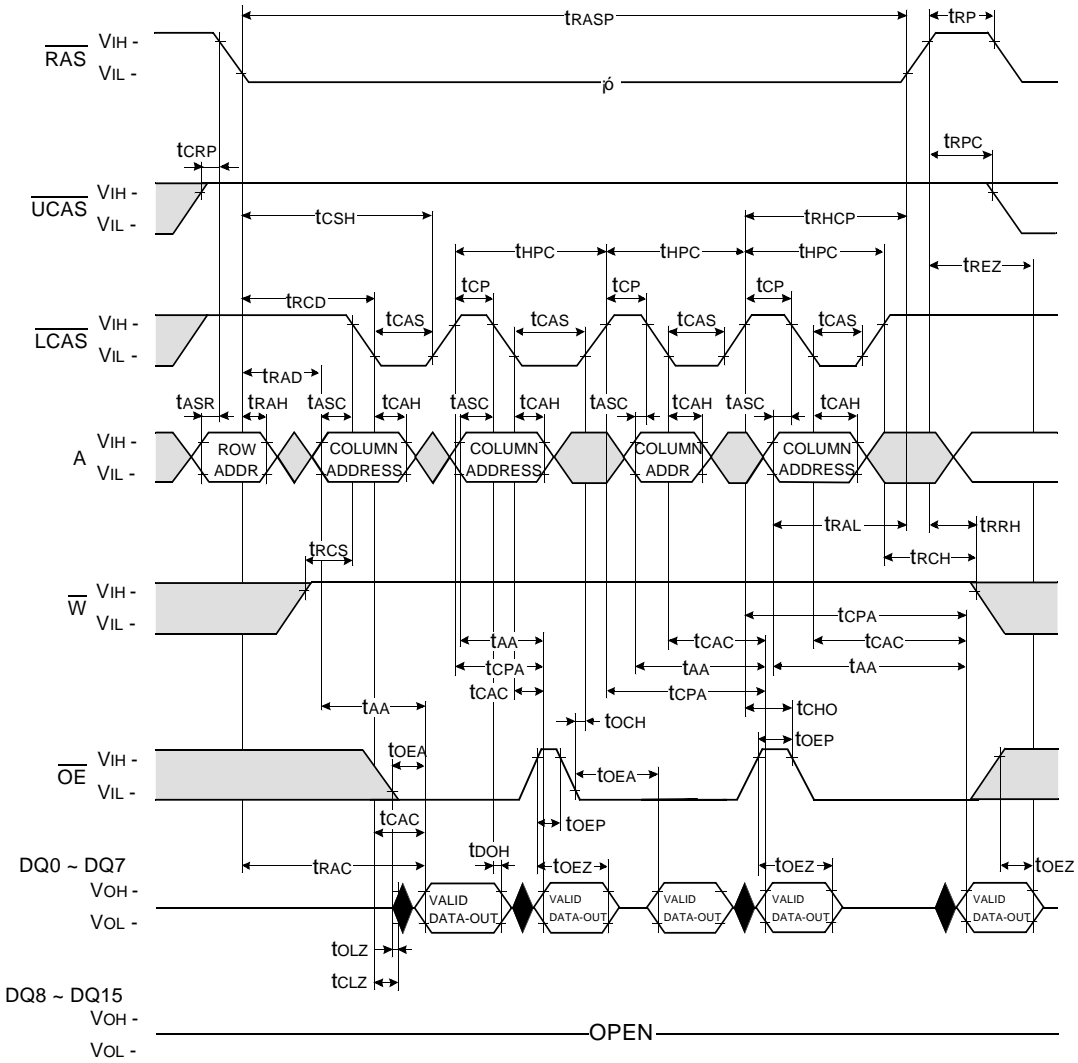 tRASP
tRP
RAS
VIH -
VIL -
¡ó
tCRP
tRPC
UCAS
VIH -
VIL -
tCSH
tRHCP
tHPC
tHPC
tHPC
tREZ
tRCD
tCP
tCP
tCP
LCAS
VIH -
VIL -
tCAS
tCAS
tCAS
tCAS
tRAD
tASR
tRAH
tASC
tCAH
tASC
tCAH
tASC
tCAH
tASC
tCAH
A
VIH -
VIL -
ROW
ADDR
COLUMN
ADDRESS
COLUMN
ADDRESS
COLUMN
ADDR
COLUMN
ADDRESS
tRAL
tRRH
tRCS
tRCH
W
VIH -
VIL -
tCPA
tAA
tCAC
tCAC
tCPA
tAA
tAA
tCAC
tCPA
tAA
tOCH
tCHO
tOEP
OE
VIH -
VIL -
tOEA
tOEA
tOEP
tCAC
tRAC
tDOH
tOEZ
tOEZ
tOEZ
DQ0 ~ DQ7
VOH -
VOL -
VALID
DATA-OUT
VALID
DATA-OUT
VALID
DATA-OUT
VALID
DATA-OUT
VALID
DATA-OUT
tOLZ
tCLZ
DQ8 ~ DQ15
VOH -
VOL -
OPEN